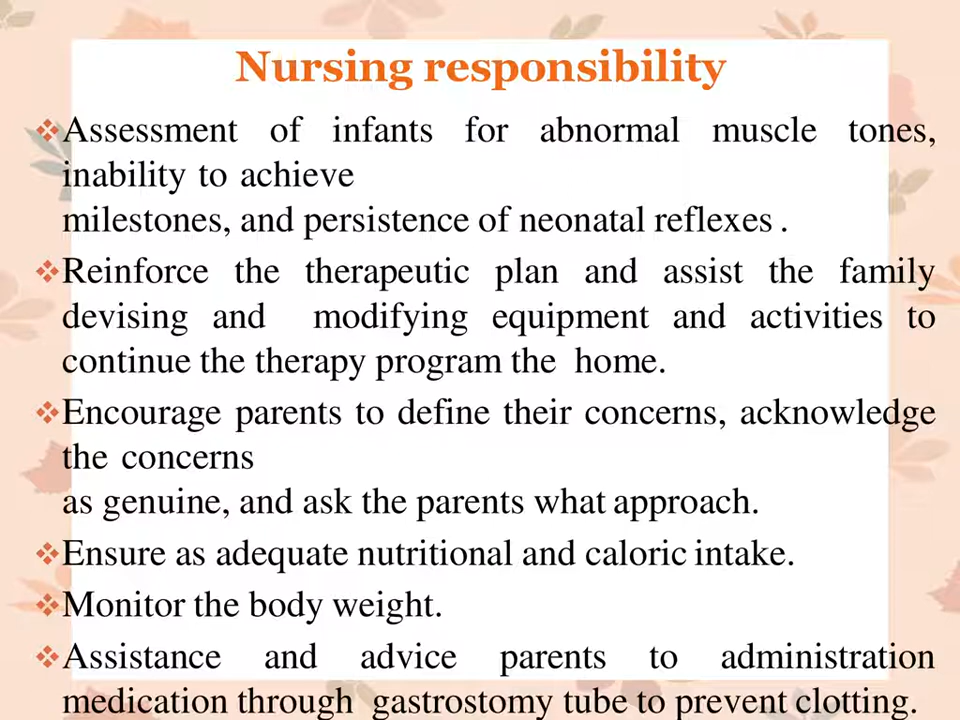 Nursing responsibility
❖Assessment of infants for abnormal muscle tones,
inability to achieve
milestones, and persistence of neonatal reflexes .
❖Reinforce the therapeutic plan and assist the family
devising and modifying equipment and activities to
continue the therapy program the home.
❖Encourage parents to define their concerns, acknowledge
the concerns
as genuine, and ask the parents what approach.
❖Ensure as adequate nutritional and caloric intake.
❖Monitor the body weight.
❖Assistance and advice parents to administration
medication through gastrostomy tube to prevent clotting.